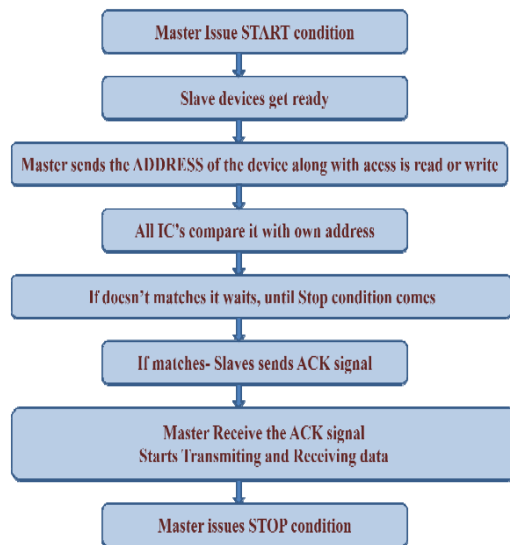 Master Issue START condition
Slave devices get ready
Master sends the ADDRESS of the device along with acess is read or write
All IC's compare it with own address
If doesn't matches it waits, until Stop condition comes
If matches- Slaves sends ACK signal
Master Receive the ACK signal
Starts Transmiting and Receiving data
Master issues STOP condition